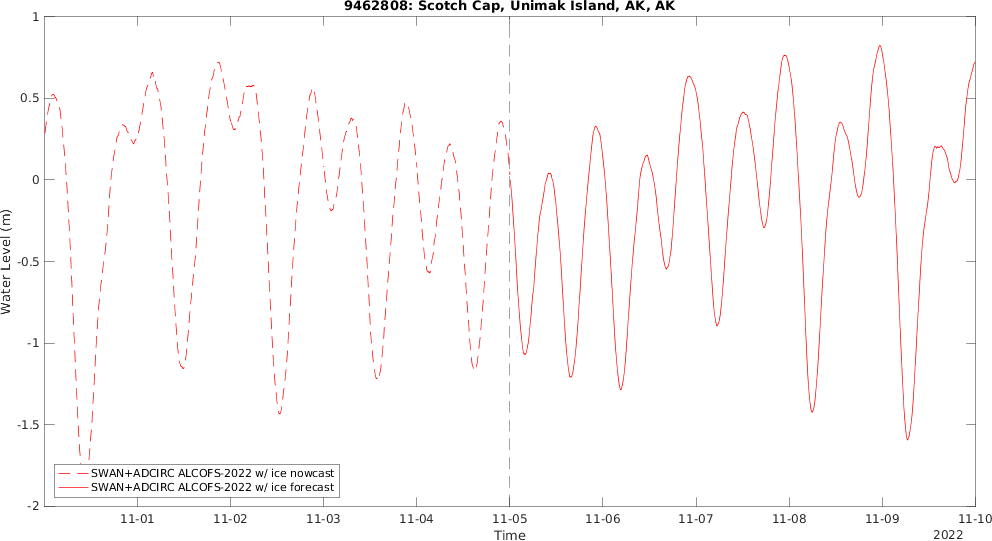 9462808: Scotch Cap, Unimak Island, AK, AK
Water Level (m)
1
0.5
0
-0.5
-1
-1.5
-2
SWAN+ADCIRC ALCOFS-2022 w/ ice nowcast
SWAN+ADCIRC ALCOFS-2022 w/ ice forecast
11-01 11-02 11-03 11-04 11-05 11-06 11-07 11-08 11-09 11-10
Time
2022